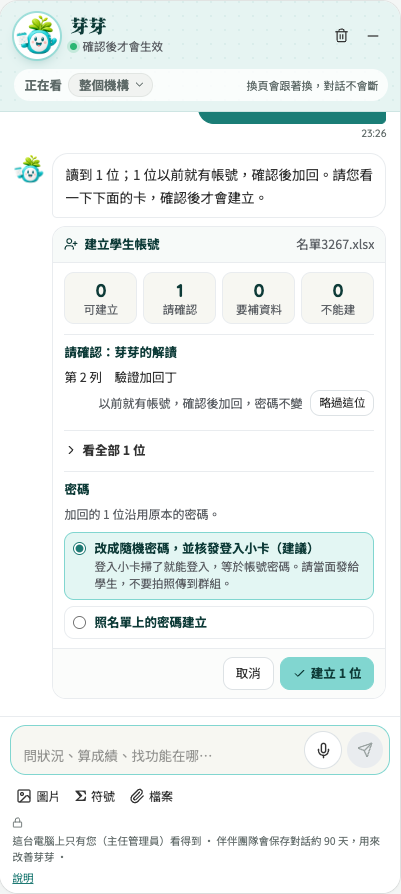 芽芽
確認後才會生效
正在看 整個機構 換頁會跟著換，對話不會斷
23:26
讀到 1 位；1 位以前就有帳號，確認後加回。請您看
一下下面的卡，確認後才會建立。
建立學生帳號 名單3267.xlsx
0 1 0 0
可建立 請確認 要補資料 不能建
請確認：芽芽的解讀
第 2 列 驗證加回丁
以前就有帳號，確認後加回，密碼不變 略過這位
看全部 1 位
密碼
加回的 1 位沿用原本的密碼。
改成隨機密碼，並核發登入小卡（建議）
登入小卡掃了就能登入，等於帳號密碼。請當面發給
學生，不要拍照傳到群組。
照名單上的密碼建立
取消 建立 1 位
問狀況、算成績、找功能在哪…
圖片 符號 檔案
這台電腦上只有您（主任管理員）看得到 · 伴伴團隊會保存對話約 90 天，用來
改善芽芽 ·
說明